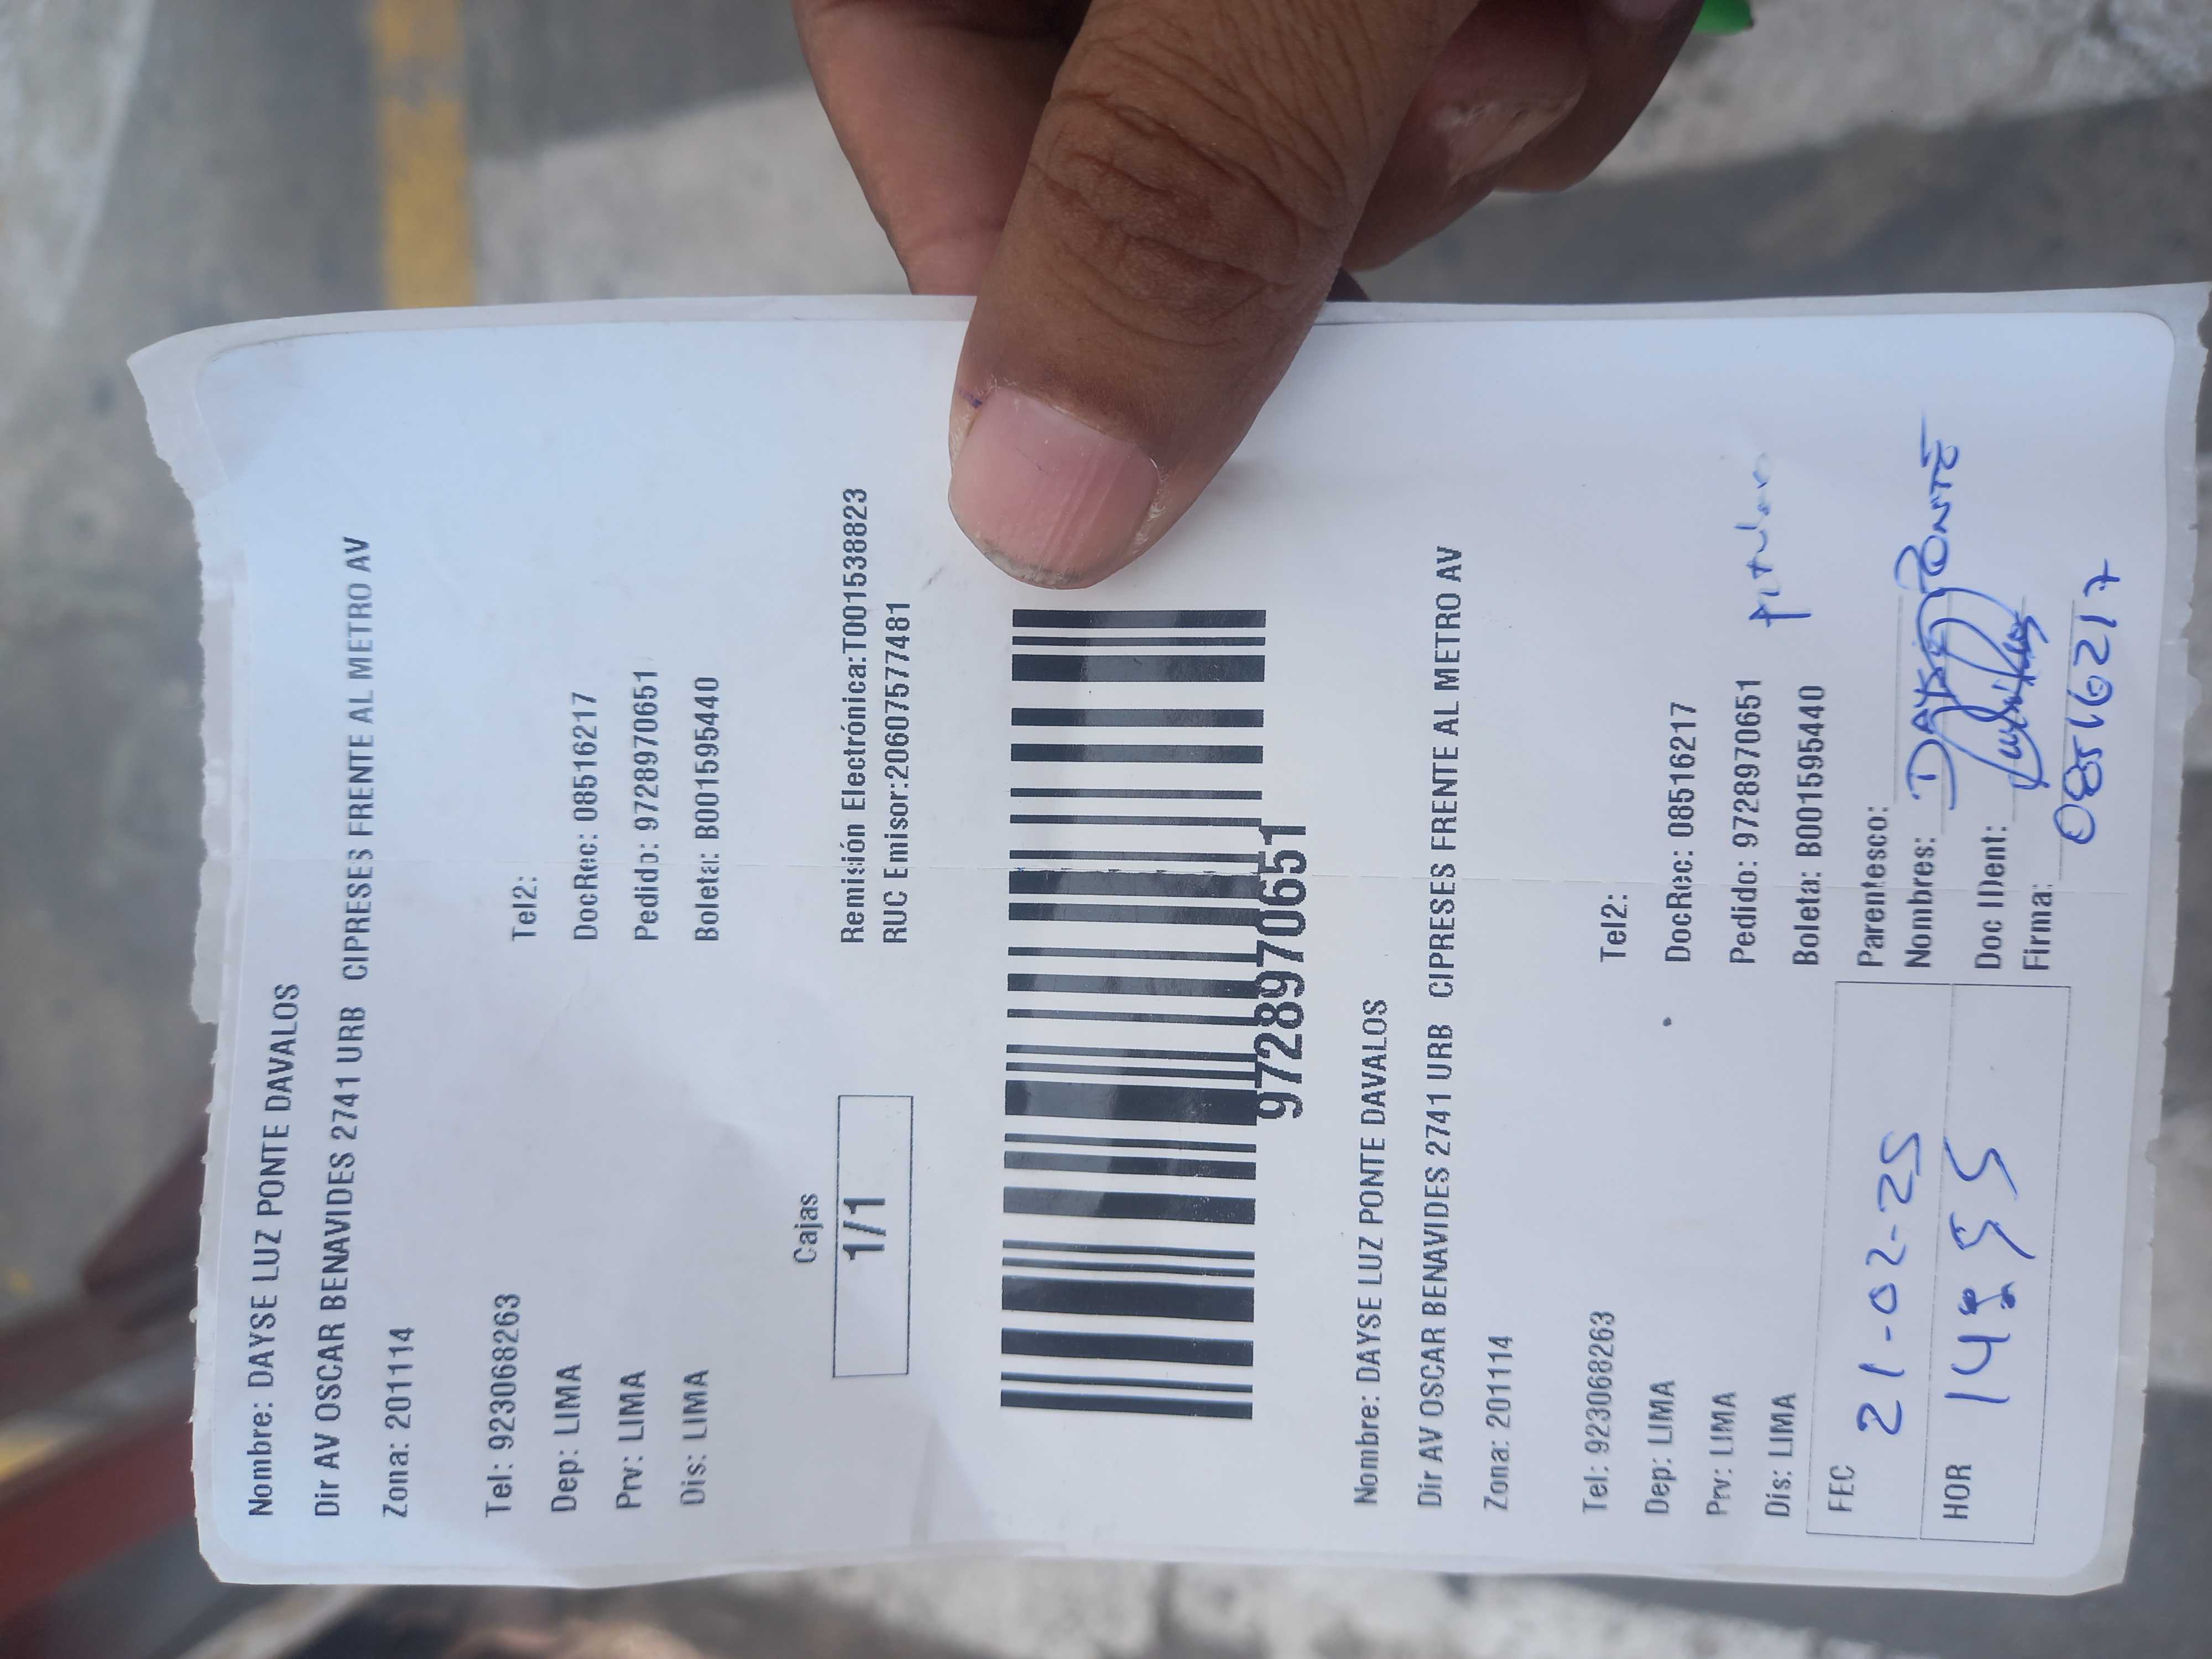 Nombre: DAYSE LUZ PONTE DAVALOS
Dir AV OSCAR BENAVIDES 2741 URB CIPRESES FRENTE AL METRO AV
Zona: 201114
Tel: 923068263 Tel2:
Dep: LIMA DocRec: 08516217
Prv: LIMA Pedido: 9728970651
Dis: LIMA Boleta: B001595440
Cajas
1/1
Remisión Electrónica:T001538823
RUC Emisor:20607577481
9728970651
Nombre: DAYSE LUZ PONTE DAVALOS
Dir AV OSCAR BENAVIDES 2741 URB CIPRESES FRENTE AL METRO AV
Zona: 201114
Tel: 923068263 Tel2:
Dep: LIMA DocRec: 08516217
Prv: LIMA Pedido: 9728970651
Dis: LIMA Boleta: B001595440
FEC 21-02-25
HOR 14:55
Parentesco:
Nombres: DAYSE PONTE
Doc IDent:
Firma: 08516217